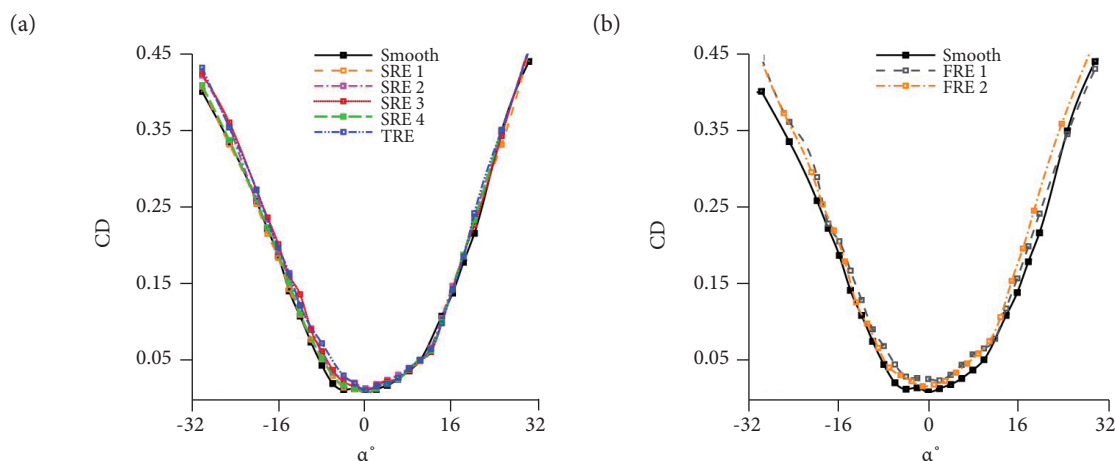 (a)
CD
0.45
0.35
0.25
0.15
0.05
-32
-16
0
16
32
α°
Smooth
SRE 1
SRE 2
SRE 3
SRE 4
TRE
(b)
CD
0.45
0.35
0.25
0.15
0.05
-32
-16
0
16
32
α°
Smooth
FRE 1
FRE 2